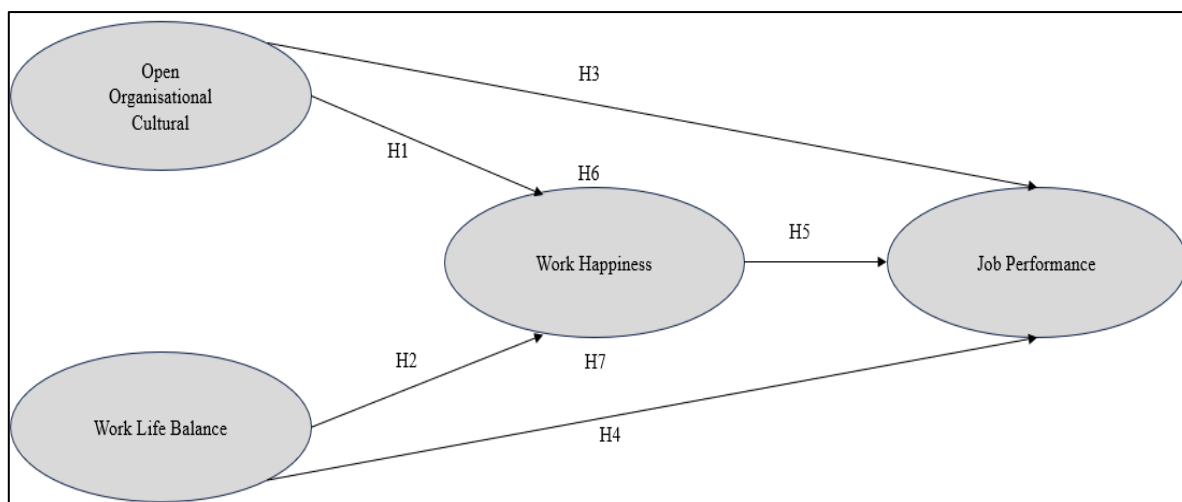 Open
Organisational
Cultural
H3
H1
H6
Work Happiness
H5
Job Performance
H2
H7
Work Life Balance
H4